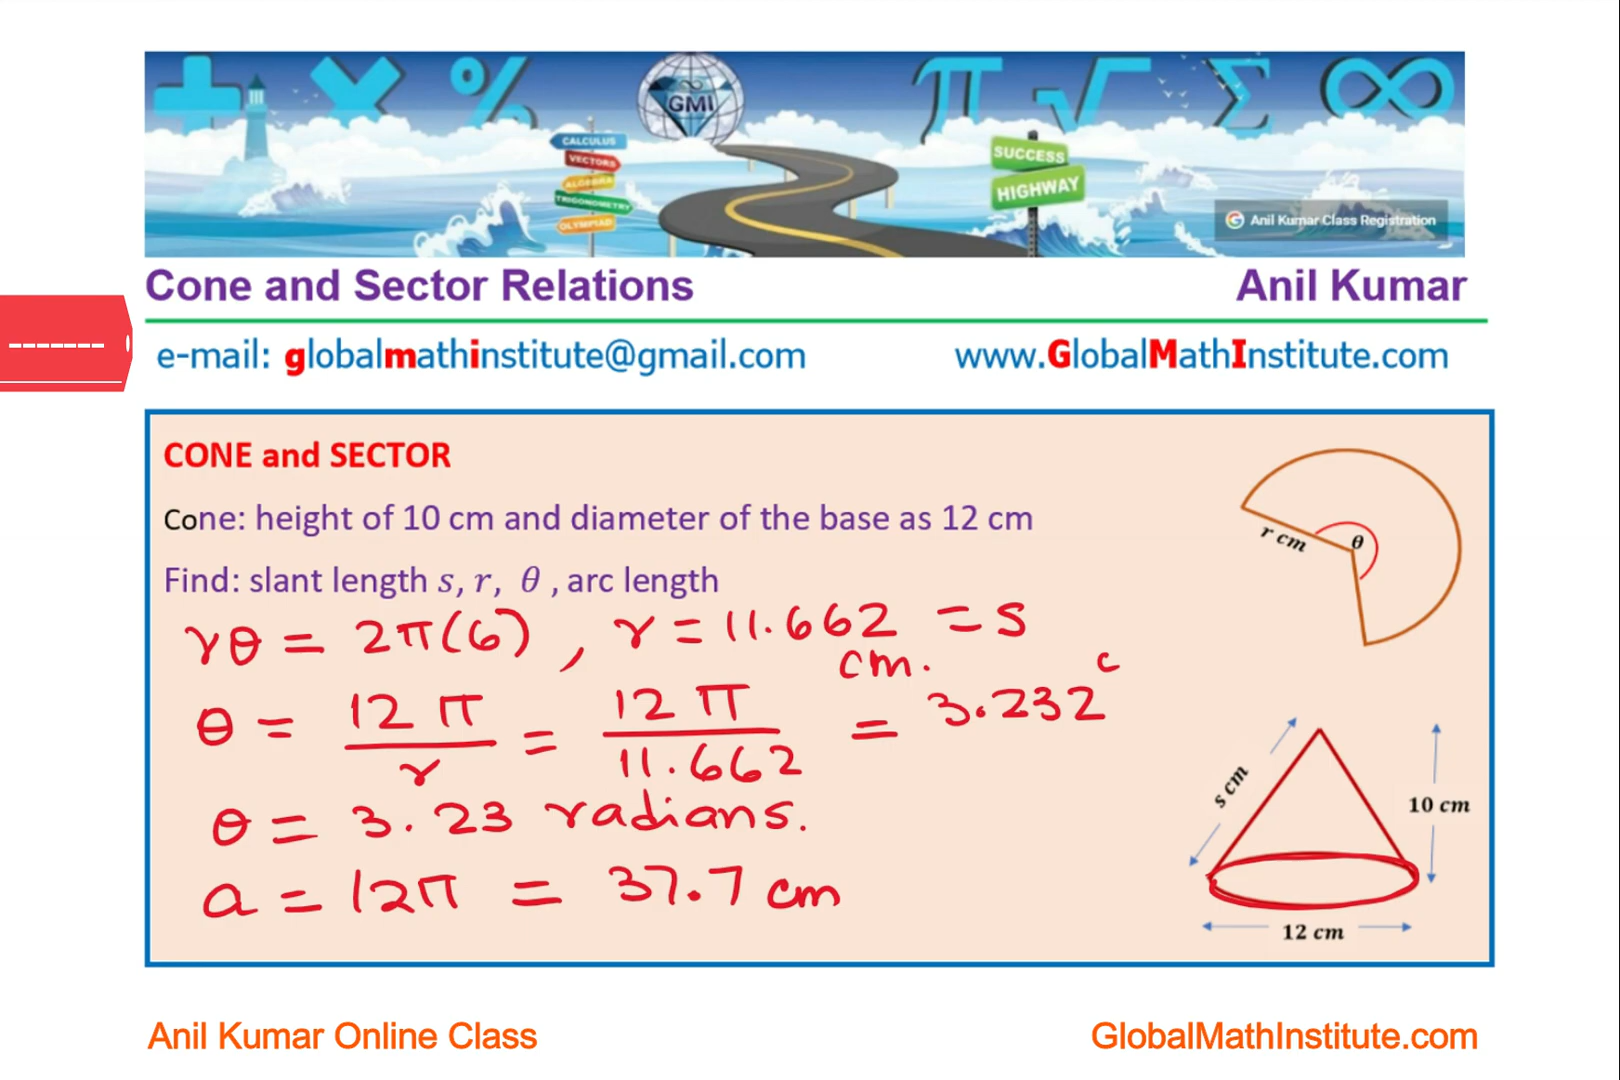 GMI
CALCULUS
VECTORS
ALGEBRA
TRIGONOMETRY
OLYMPIAD
SUCCESS
HIGHWAY
Anil Kumar Class Registration
Cone and Sector Relations Anil Kumar
e-mail: globalmathinstitute@gmail.com www.GlobalMathInstitute.com
CONE and SECTOR
Cone: height of 10 cm and diameter of the base as 12 cm
Find: slant length s, r, θ , arc length
r cm θ
rθ = 2π(6) , r = 11.662 = s
cm.
θ = 12π/r = 12π/11.662 = 3.232ᶜ
θ = 3.23 radians.
a = 12π = 37.7 cm
s cm
10 cm
12 cm
Anil Kumar Online Class GlobalMathInstitute.com